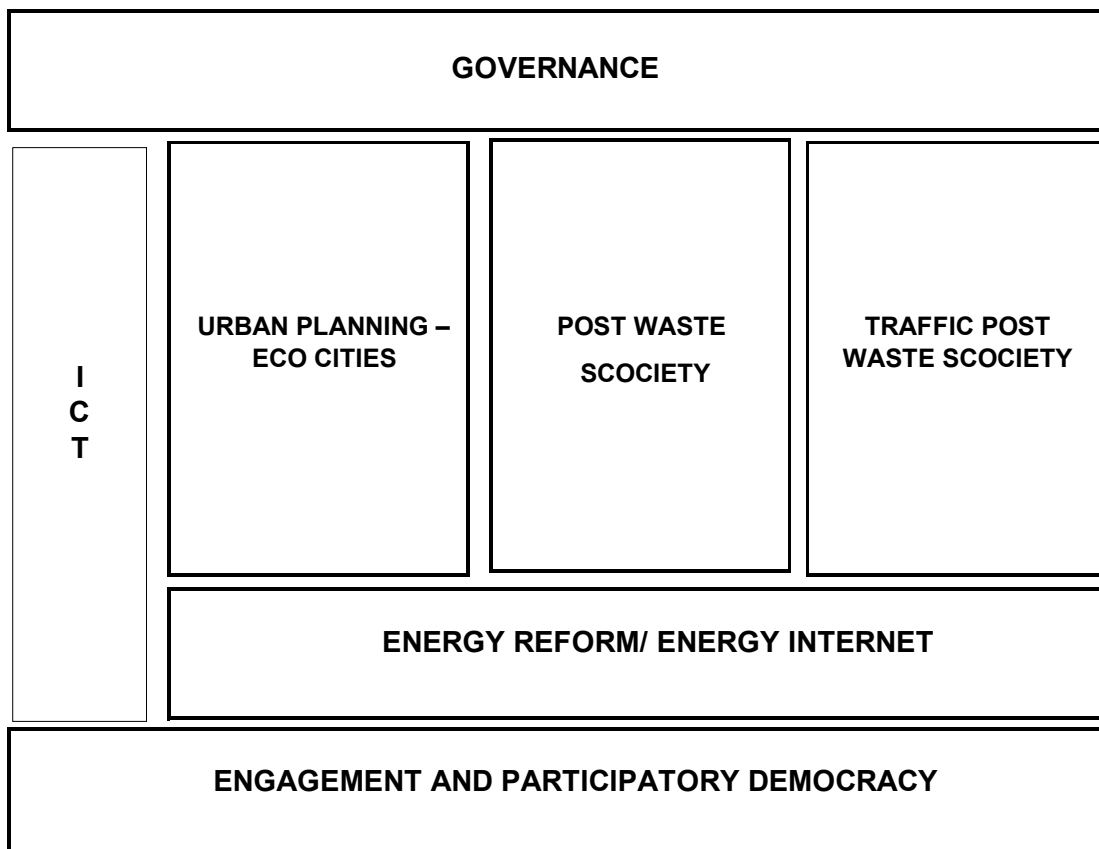 GOVERNANCE
I
C
T
URBAN PLANNING –
ECO CITIES
POST WASTE
SCOCIETY
TRAFFIC POST
WASTE SCOCIETY
ENERGY REFORM/ ENERGY INTERNET
ENGAGEMENT AND PARTICIPATORY DEMOCRACY